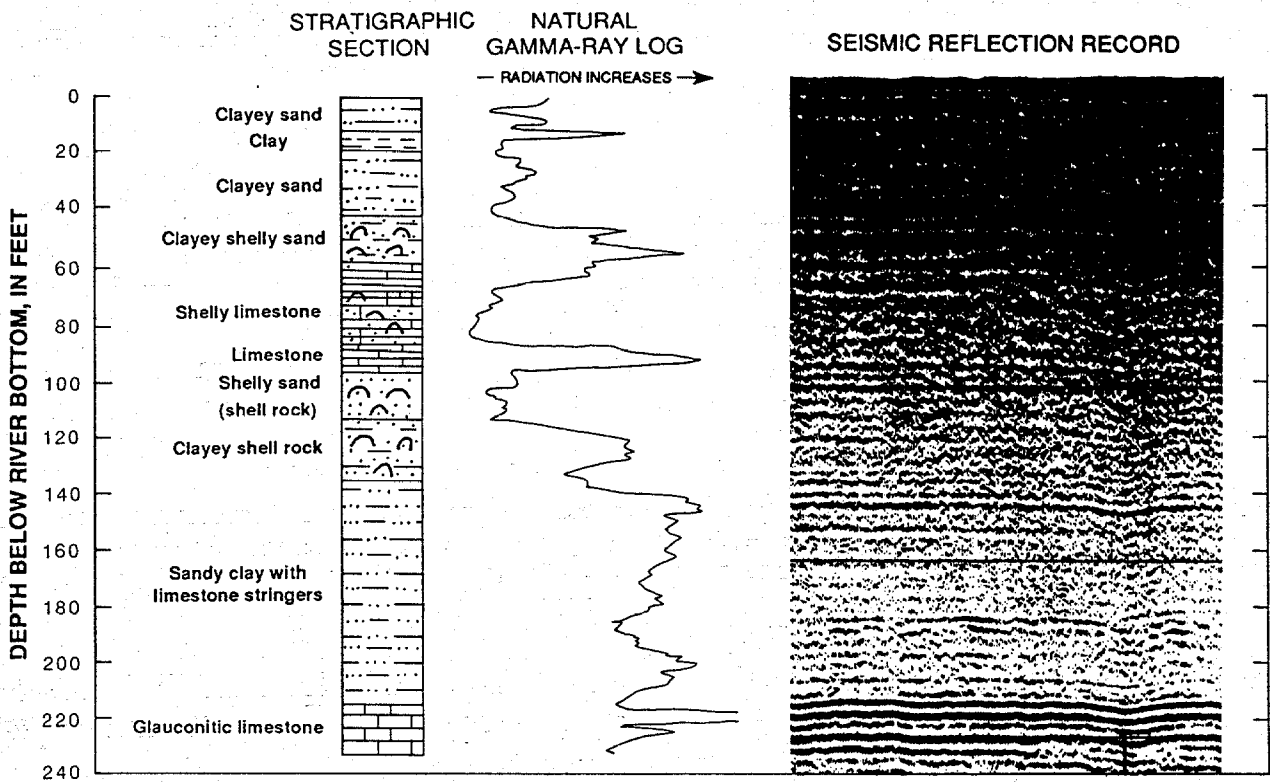 STRATIGRAPHIC
SECTION
NATURAL
GAMMA-RAY LOG
SEISMIC REFLECTION RECORD
RADIATION INCREASES
DEPTH BELOW RIVER BOTTOM, IN FEET
0
20
40
60
80
100
120
140
160
180
200
220
240
Clayey sand
Clay
Clayey sand
Clayey shelly sand
Shelly limestone
Limestone
Shelly sand
(shell rock)
Clayey shell rock
Sandy clay with
limestone stringers
Glauconitic limestone